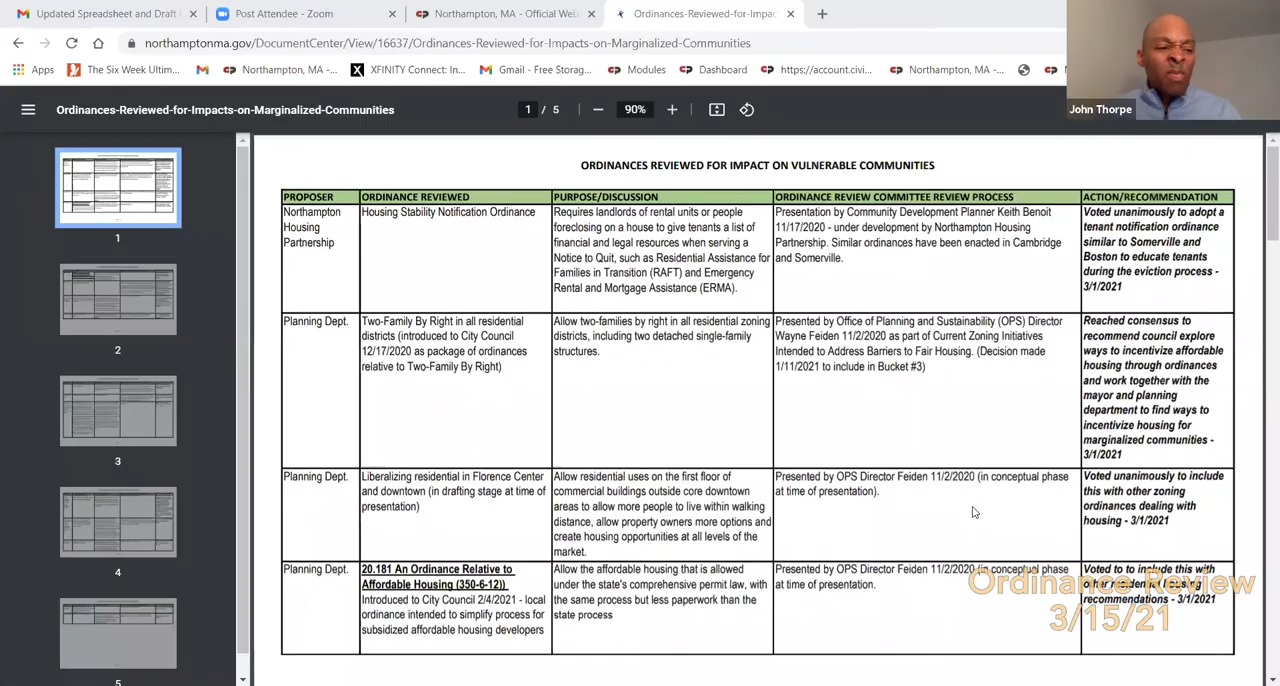 Updated Spreadsheet and Draft
Post Attendee - Zoom
Northampton, MA - Official Web
Ordinances-Reviewed-for-Impac
northamptonma.gov/DocumentCenter/View/16637/Ordinances-Reviewed-for-Impacts-on-Marginalized-Communities
Apps
The Six Week Ultim...
Northampton, MA -...
XFINITY Connect: In...
Gmail - Free Storag...
Modules
Dashboard
https://account.civi...
Northampton, MA -...
John Thorpe
Ordinances-Reviewed-for-Impacts-on-Marginalized-Communities
1 / 5
90%
1
2
3
4
5
ORDINANCES REVIEWED FOR IMPACT ON VULNERABLE COMMUNITIES
PROPOSER
ORDINANCE REVIEWED
PURPOSE/DISCUSSION
ORDINANCE REVIEW COMMITTEE REVIEW PROCESS
ACTION/RECOMMENDATION
Northampton
Housing
Partnership
Housing Stability Notification Ordinance
Requires landlords of rental units or people
foreclosing on a house to give tenants a list of
financial and legal resources when serving a
Notice to Quit, such as Residential Assistance for
Families in Transition (RAFT) and Emergency
Rental and Mortgage Assistance (ERMA).
Presentation by Community Development Planner Keith Benoit
11/17/2020 - under development by Northampton Housing
Partnership. Similar ordinances have been enacted in Cambridge
and Somerville.
Voted unanimously to adopt a
tenant notification ordinance
similar to Somerville and
Boston to educate tenants
during the eviction process -
3/1/2021
Planning Dept.
Two-Family By Right in all residential
districts (introduced to City Council
12/17/2020 as package of ordinances
relative to Two-Family By Right)
Allow two-families by right in all residential zoning
districts, including two detached single-family
structures.
Presented by Office of Planning and Sustainability (OPS) Director
Wayne Feiden 11/2/2020 as part of Current Zoning Initiatives
Intended to Address Barriers to Fair Housing. (Decision made
1/11/2021 to include in Bucket #3)
Reached consensus to
recommend council explore
ways to incentivize affordable
housing through ordinances
and work together with the
mayor and planning
department to find ways to
incentivize housing for
marginalized communities -
3/1/2021
Planning Dept.
Liberalizing residential in Florence Center
and downtown (in drafting stage at time of
presentation)
Allow residential uses on the first floor of
commercial buildings outside core downtown
areas to allow more people to live within walking
distance, allow property owners more options and
create housing opportunities at all levels of the
market.
Presented by OPS Director Feiden 11/2/2020 (in conceptual phase
at time of presentation).
Voted unanimously to include
this with other zoning
ordinances dealing with
housing - 3/1/2021
Planning Dept.
20.181 An Ordinance Relative to
Affordable Housing (350-6-12))
Introduced to City Council 2/4/2021 - local
ordinance intended to simplify process for
subsidized affordable housing developers
Allow the affordable housing that is allowed
under the state's comprehensive permit law, with
the same process but less paperwork than the
state process
Presented by OPS Director Feiden 11/2/2020 (in conceptual phase
at time of presentation.
Voted to to include this with
other residential housing
recommendations - 3/1/2021
Ordinance Review
3/15/21